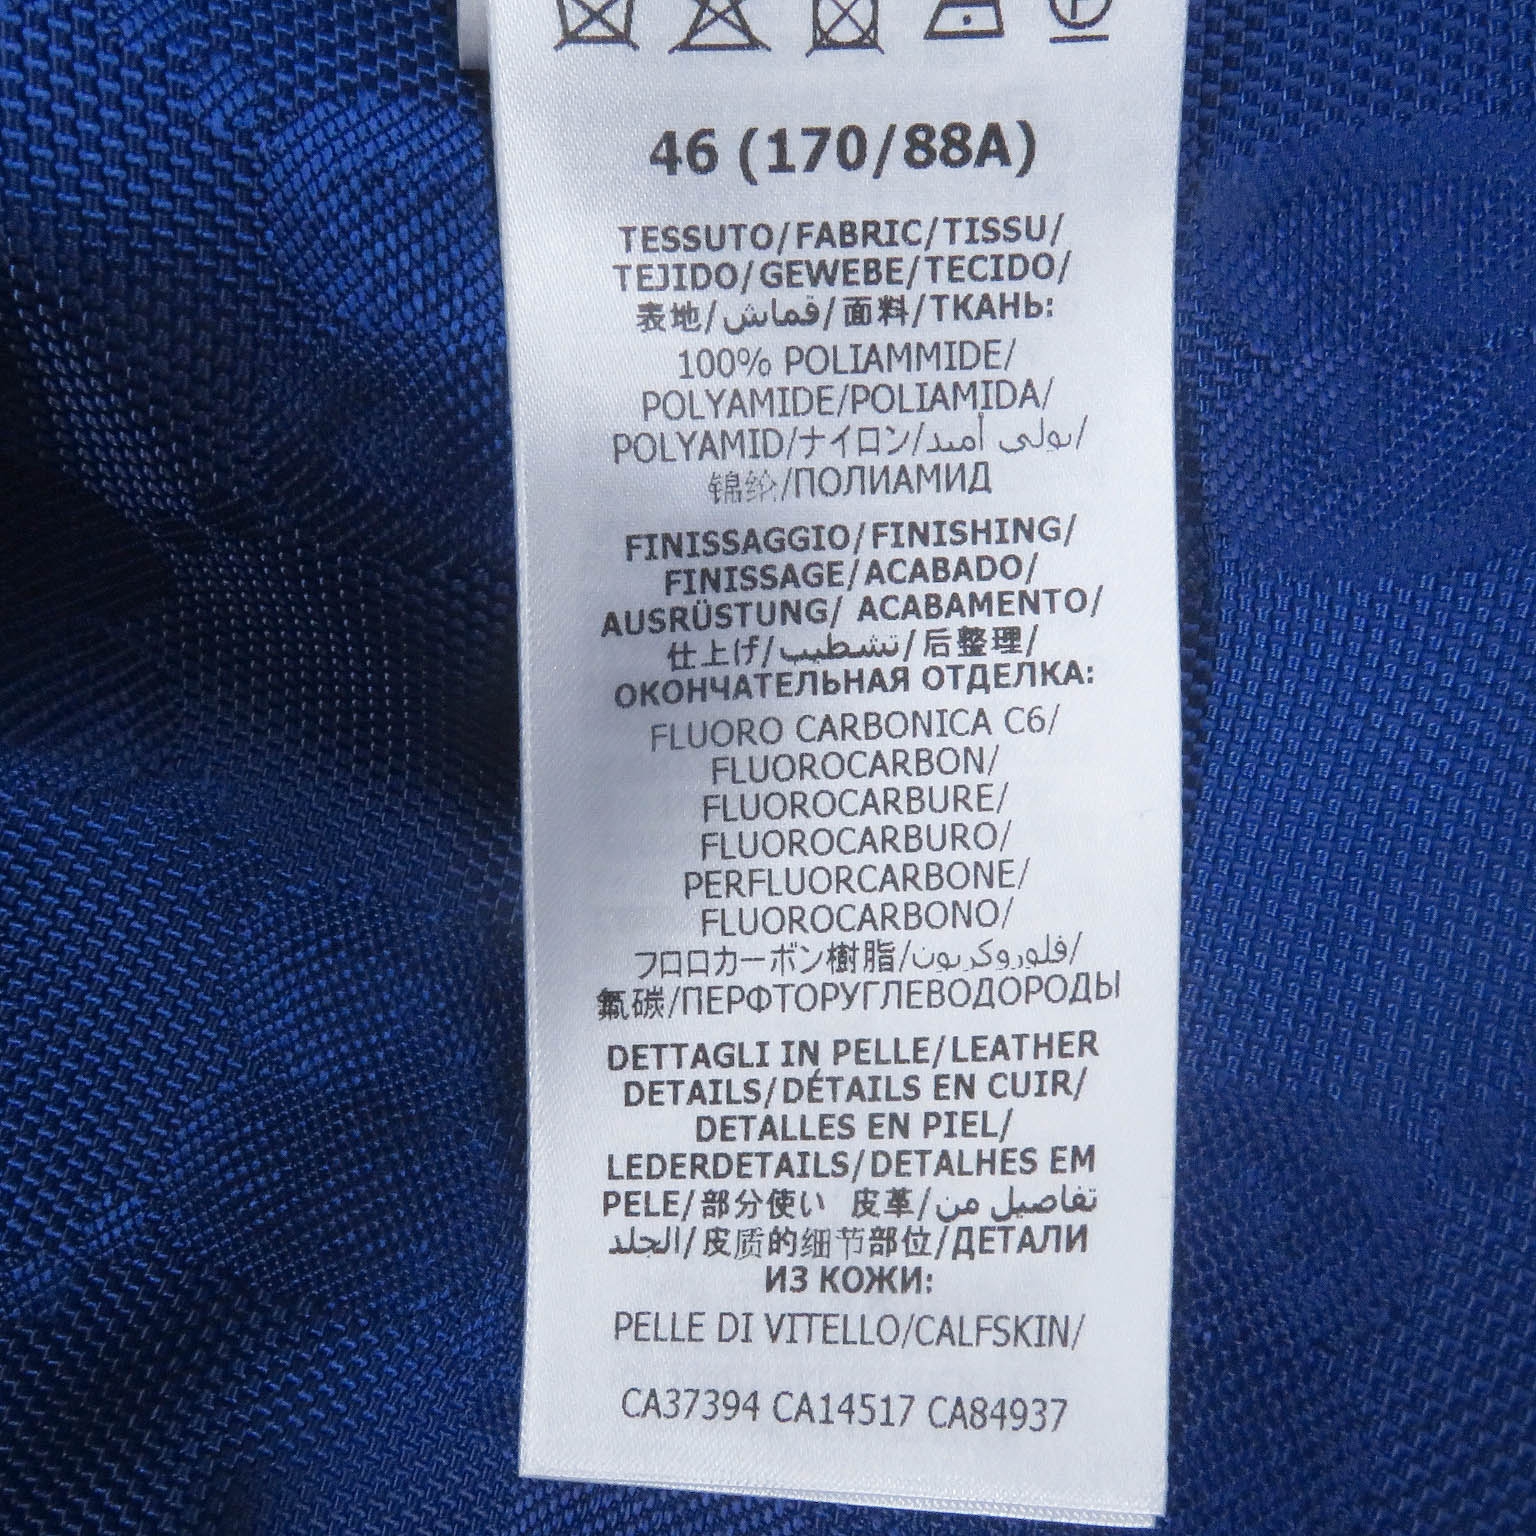 46 (170/88A)
TESSUTO/FABRIC/TISSU/
TEJIDO/GEWEBE/TECIDO/
表地/قماش/面料/ТКАНЬ:
100% POLIAMMIDE/
POLYAMIDE/POLIAMIDA/
POLYAMID/ナイロン/بولي أميد/
锦纶/ПОЛИАМИД
FINISSAGGIO/FINISHING/
FINISSAGE/ACABADO/
AUSRÜSTUNG/ ACABAMENTO/
仕上げ/تشطيب/后整理/
ОКОНЧАТЕЛЬНАЯ ОТДЕЛКА:
FLUORO CARBONICA C6/
FLUOROCARBON/
FLUOROCARBURE/
FLUOROCARBURO/
PERFLUORCARBONE/
FLUOROCARBONO/
フロロカーボン樹脂/فلوروكربون/
氟碳/ПЕРФТОРУГЛЕВОДОРОДЫ
DETTAGLI IN PELLE/LEATHER
DETAILS/DÉTAILS EN CUIR/
DETALLES EN PIEL/
LEDERDETAILS/DETALHES EM
PELE/部分使い 皮革/تفاصيل من
الجلد/皮质的细节部位/ДЕТАЛИ
ИЗ КОЖИ:
PELLE DI VITELLO/CALFSKIN/
CA37394 CA14517 CA84937